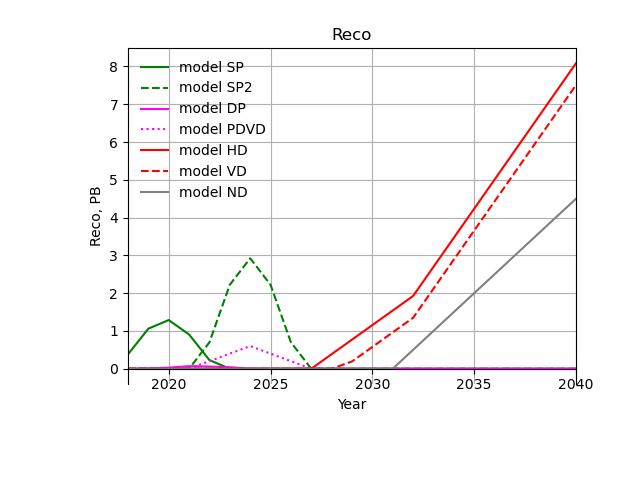 Reco
8
7
6
5
4
3
2
1
0
Reco, PB
model SP
model SP2
model DP
model PDVD
model HD
model VD
model ND
2020 2025 2030 2035 2040
Year